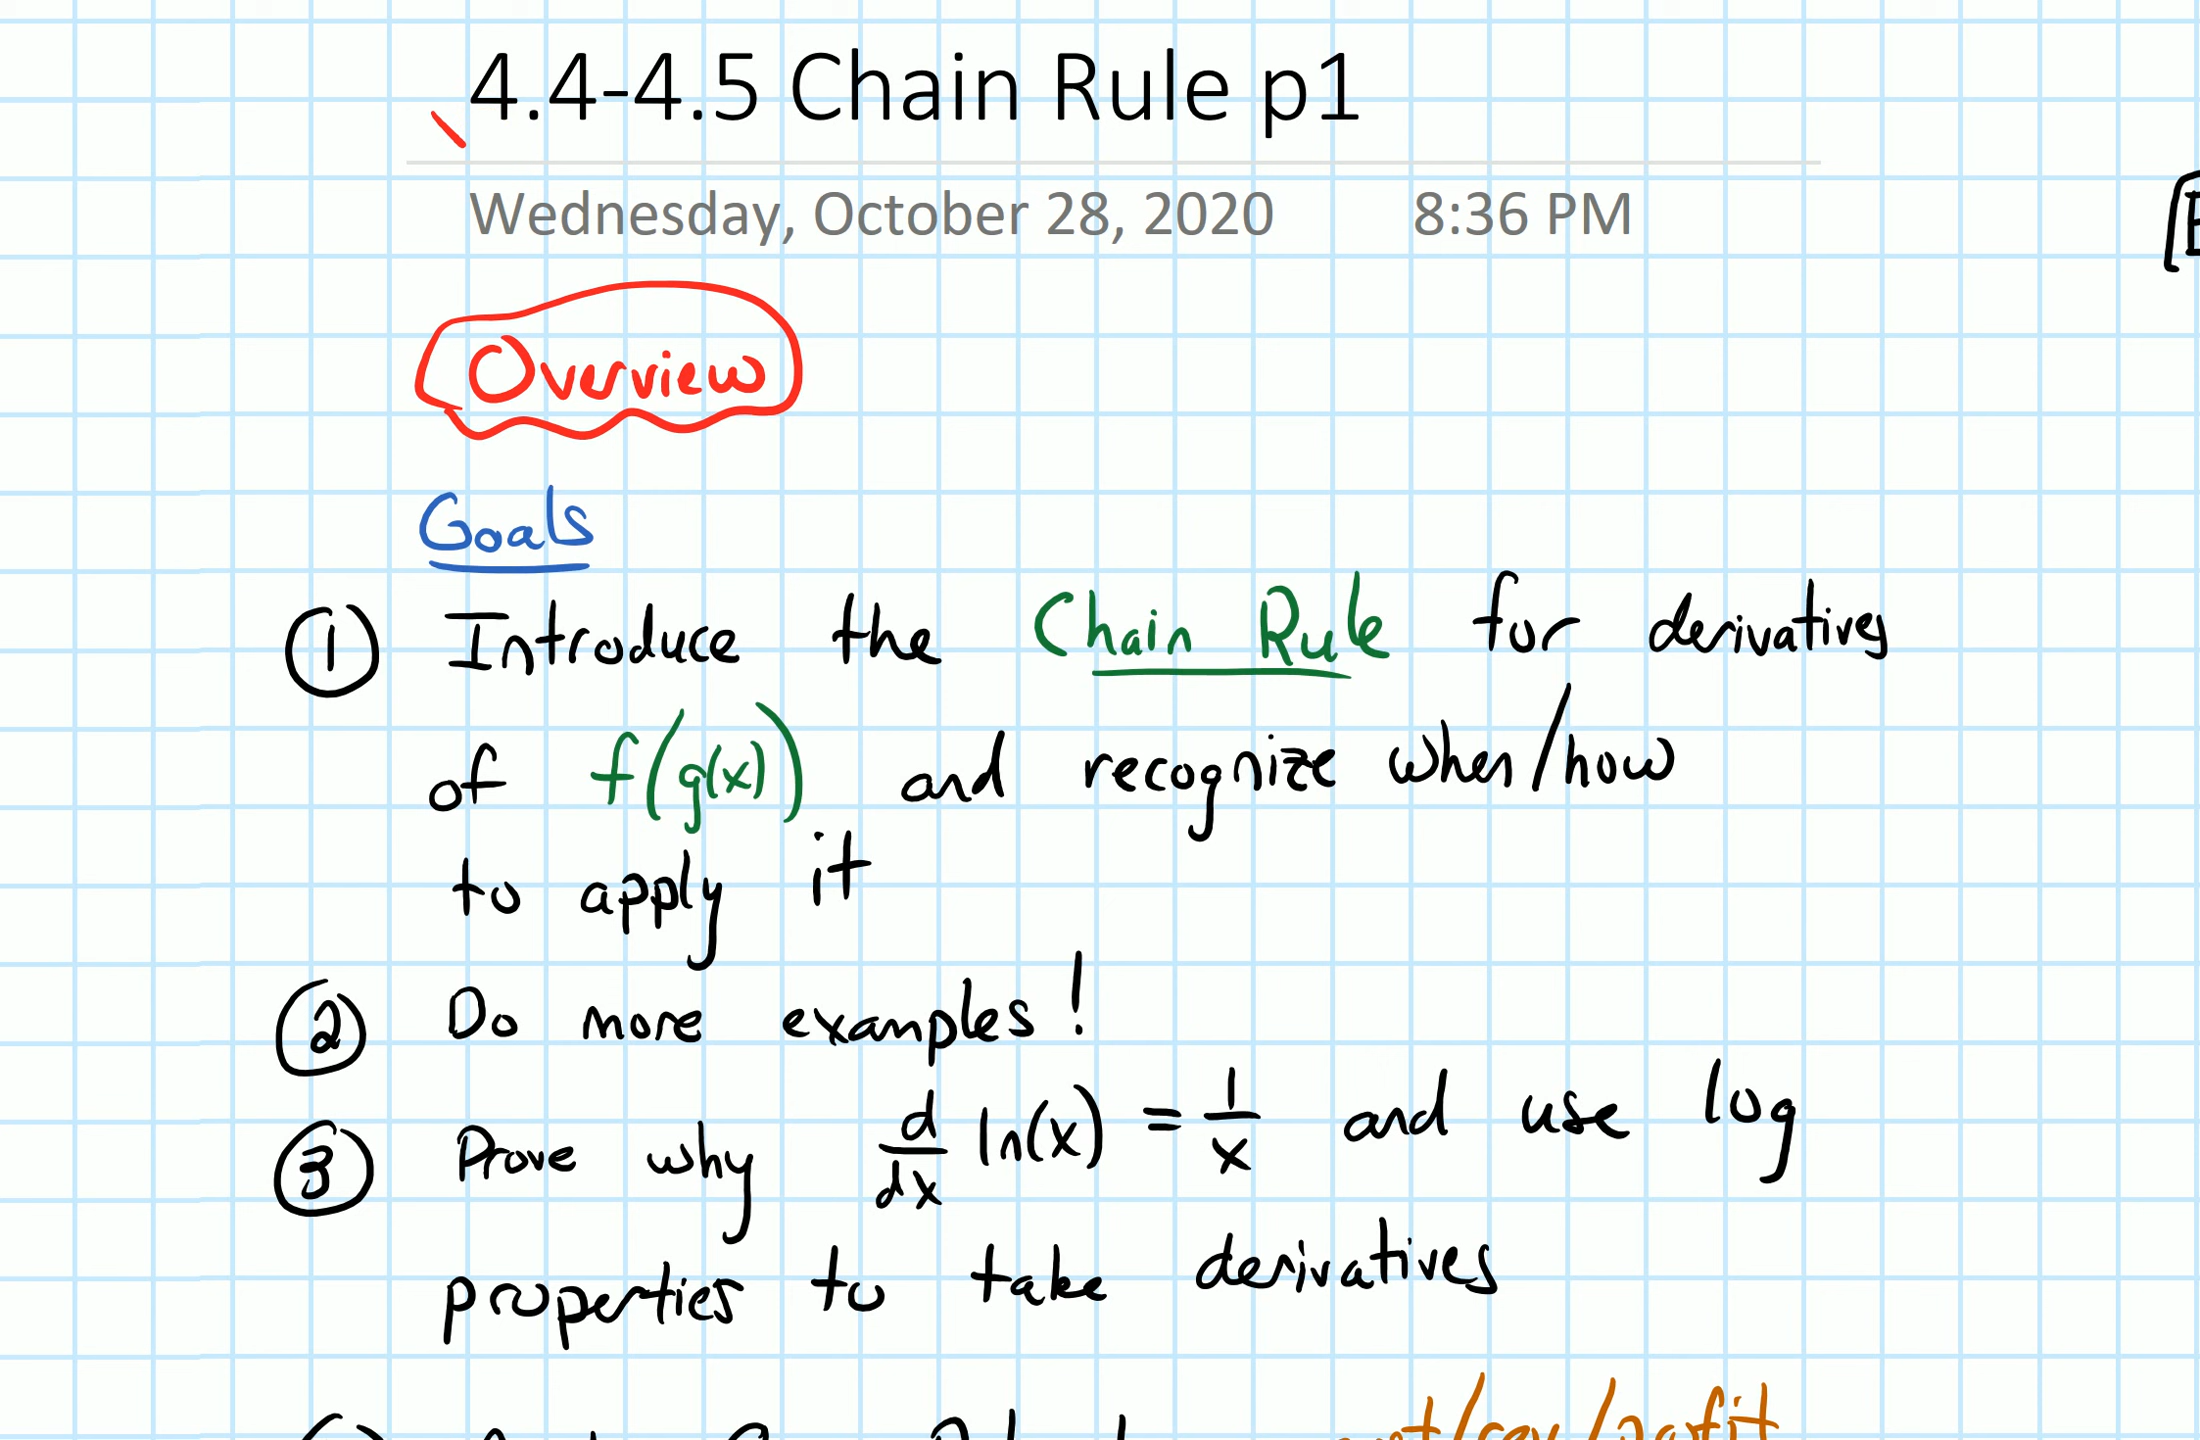 4.4-4.5 Chain Rule p1
Wednesday, October 28, 2020 8:36 PM
Overview
Goals
① Introduce the Chain Rule for derivatives
of f(g(x)) and recognize when/how
to apply it
② Do more examples!
③ Prove why d/dx ln(x) = 1/x and use log
properties to take derivatives